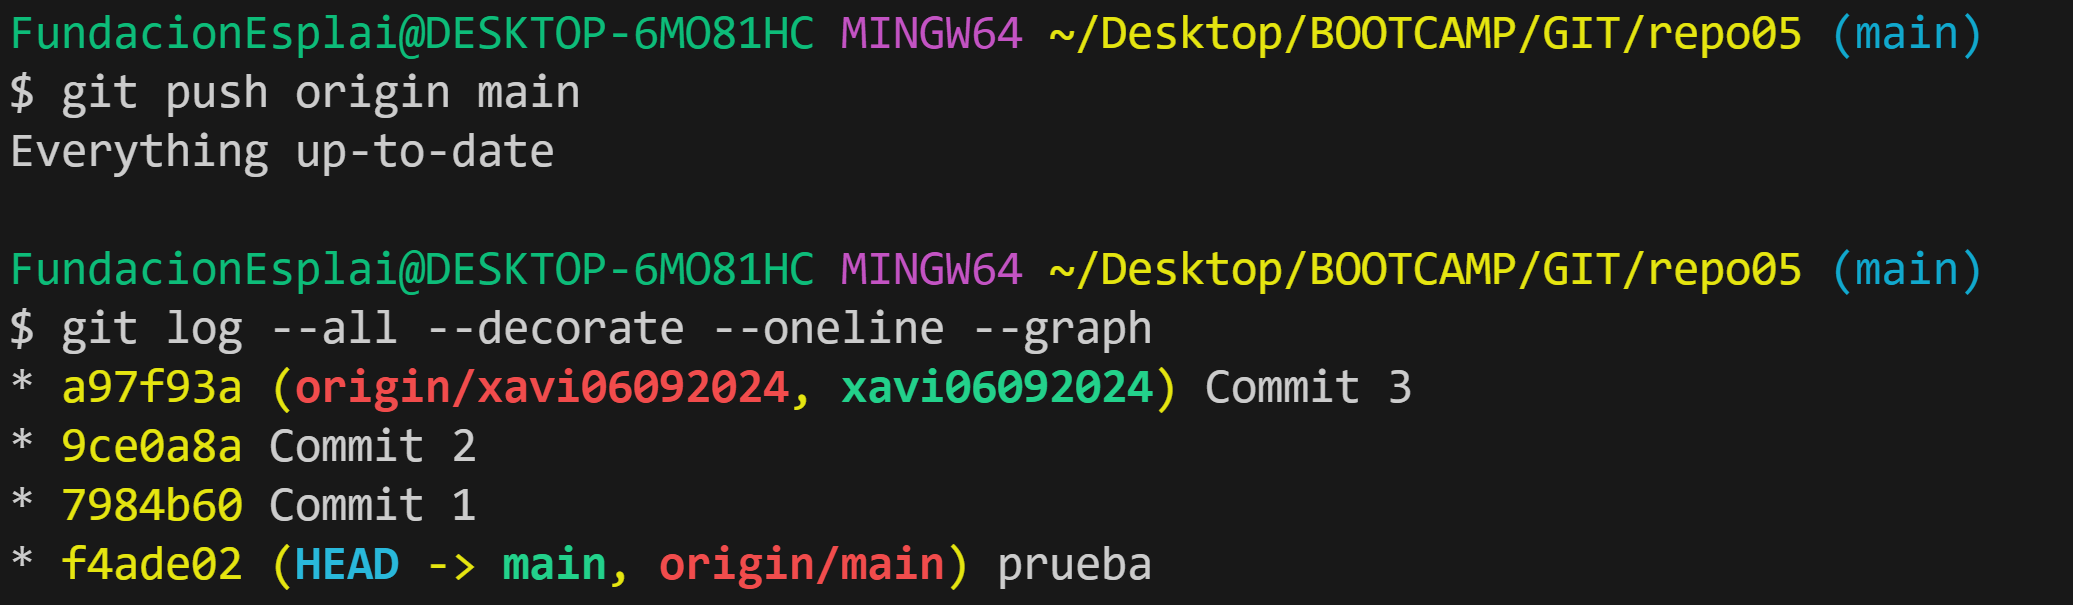 FundacionEsplai@DESKTOP-6MO81HC MINGW64 ~/Desktop/BOOTCAMP/GIT/repo05 (main)
$ git push origin main
Everything up-to-date
FundacionEsplai@DESKTOP-6MO81HC MINGW64 ~/Desktop/BOOTCAMP/GIT/repo05 (main)
$ git log --all --decorate --oneline --graph
* a97f93a (origin/xavi06092024, xavi06092024) Commit 3
* 9ce0a8a Commit 2
* 7984b60 Commit 1
* f4ade02 (HEAD -> main, origin/main) prueba